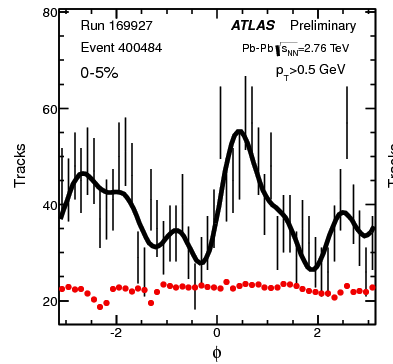 80
60
40
20
Tracks
Run 169927
Event 400484
0-5%
ATLAS Preliminary
Pb-Pb √sNN=2.76 TeV
pT>0.5 GeV
-2 0 2
ϕ
Tracks